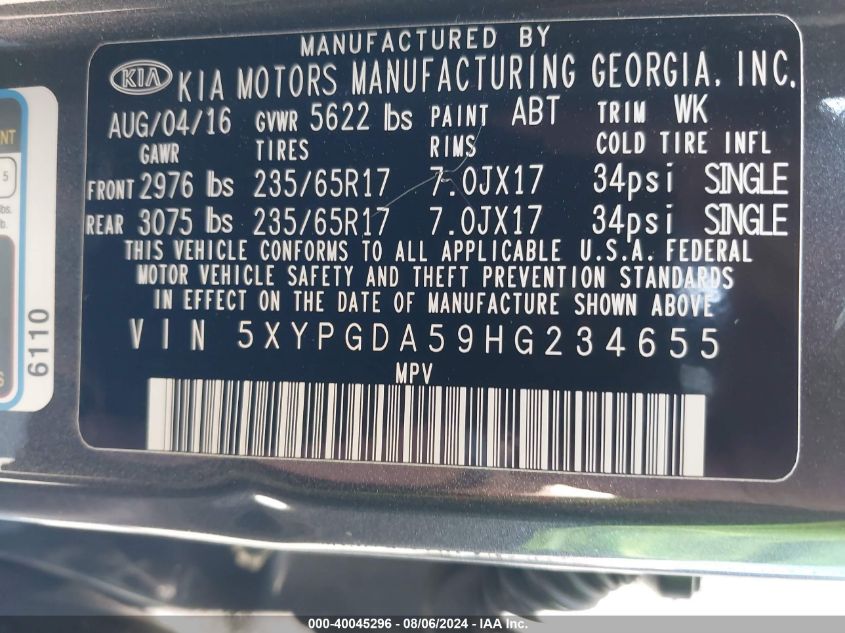 MANUFACTURED BY
KIA KIA MOTORS MANUFACTURING GEORGIA, INC.
AUG/04/16 GVWR 5622 lbs PAINT ABT TRIM WK
GAWR TIRES RIMS COLD TIRE INFL
FRONT 2976 lbs 235/65R17 7.0JX17 34psi SINGLE
REAR 3075 lbs 235/65R17 7.0JX17 34psi SINGLE
THIS VEHICLE CONFORMS TO ALL APPLICABLE U.S.A. FEDERAL
MOTOR VEHICLE SAFETY AND THEFT PREVENTION STANDARDS
IN EFFECT ON THE DATE OF MANUFACTURE SHOWN ABOVE
VIN 5XYPGDA59HG234655
MPV
5
6110
000-40045296 - 08/06/2024 - IAA Inc.